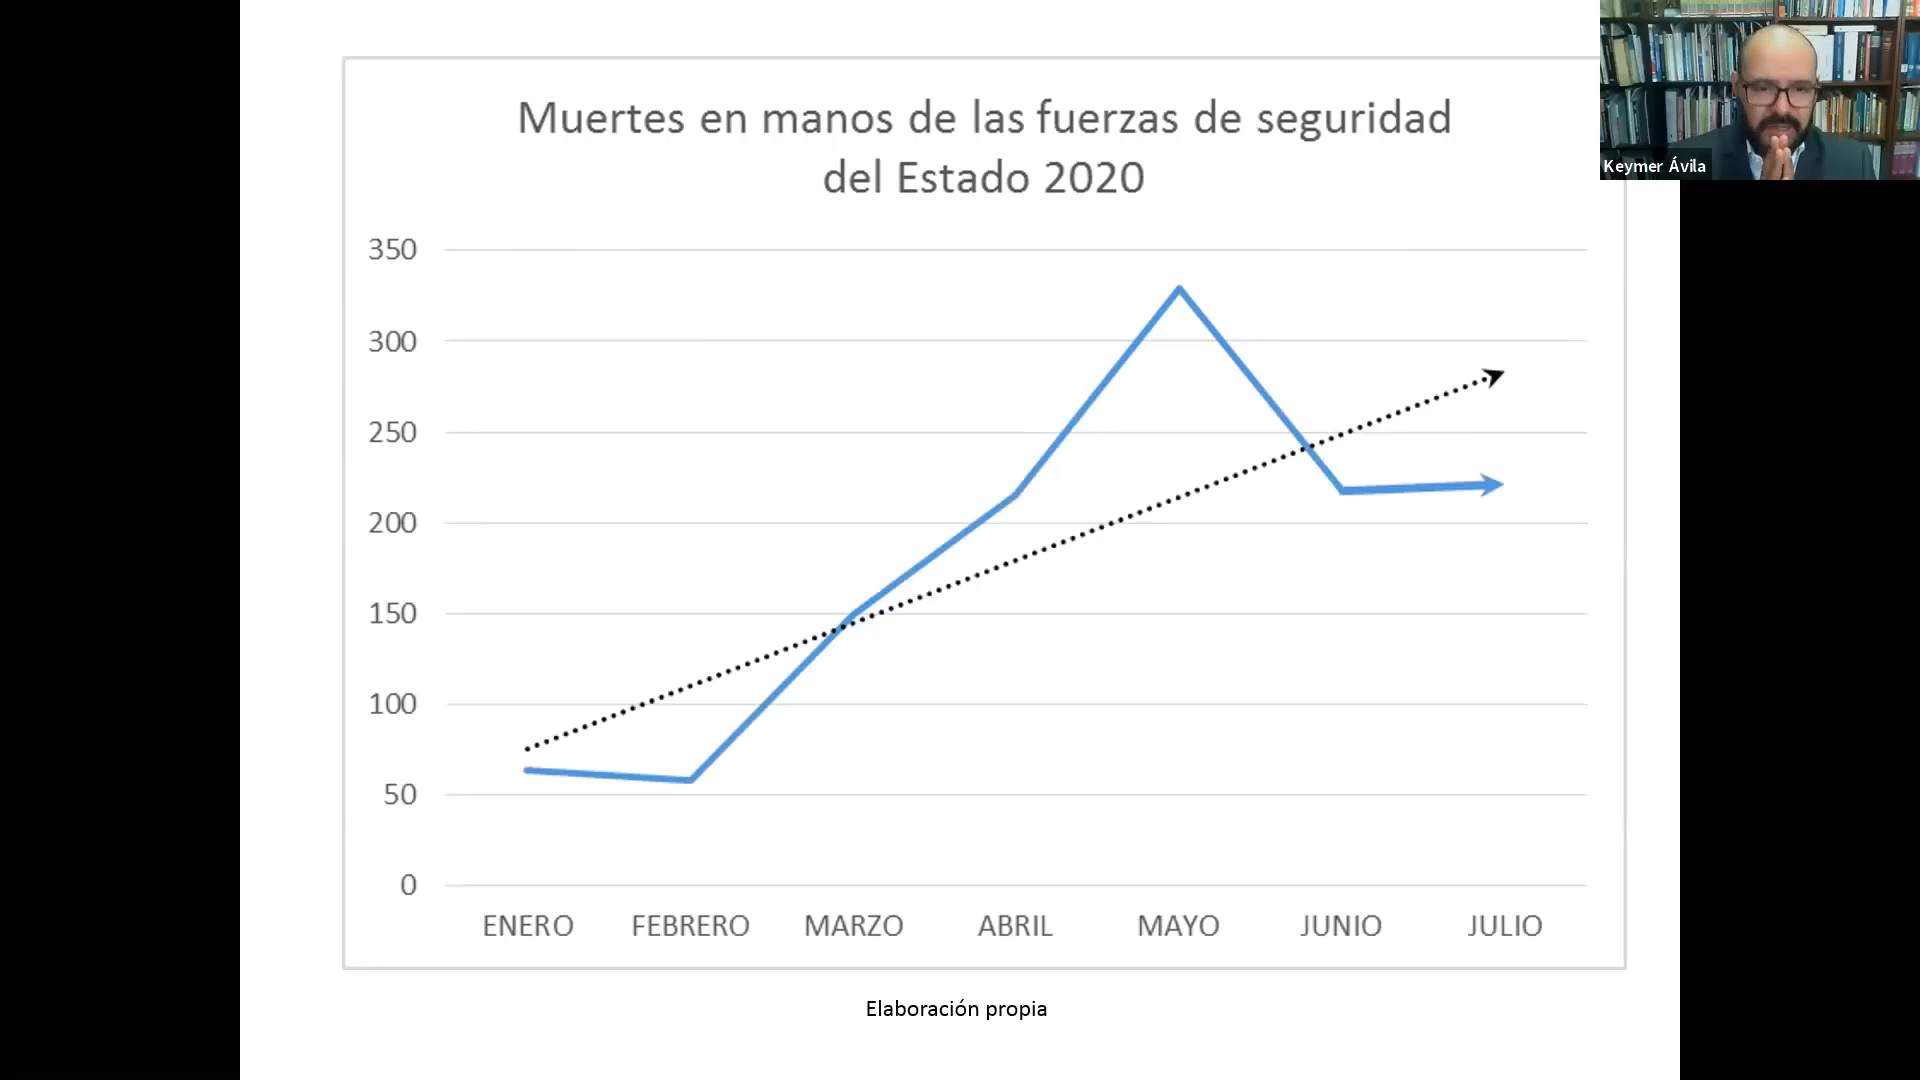 Muertes en manos de las fuerzas de seguridad
del Estado 2020
Keymer Ávila
350
300
250
200
150
100
50
0
ENERO FEBRERO MARZO ABRIL MAYO JUNIO JULIO
Elaboración propia